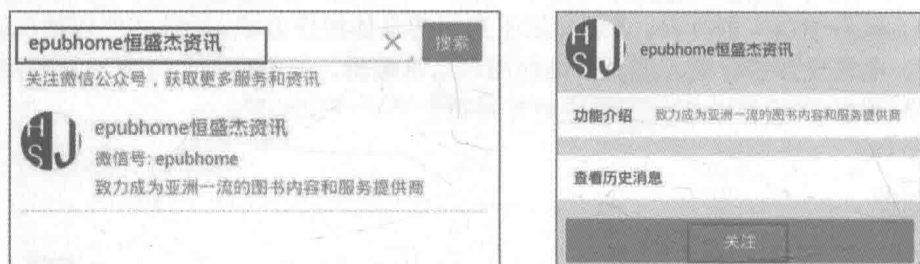 epubhome恒盛杰资讯 × 搜索
关注微信公众号，获取更多服务和资讯
HSJ
epubhome恒盛杰资讯
微信号: epubhome
致力成为亚洲一流的图书内容和服务提供商
HSJ
epubhome恒盛杰资讯
功能介绍 致力成为亚洲一流的图书内容和服务提供商
查看历史消息
关注